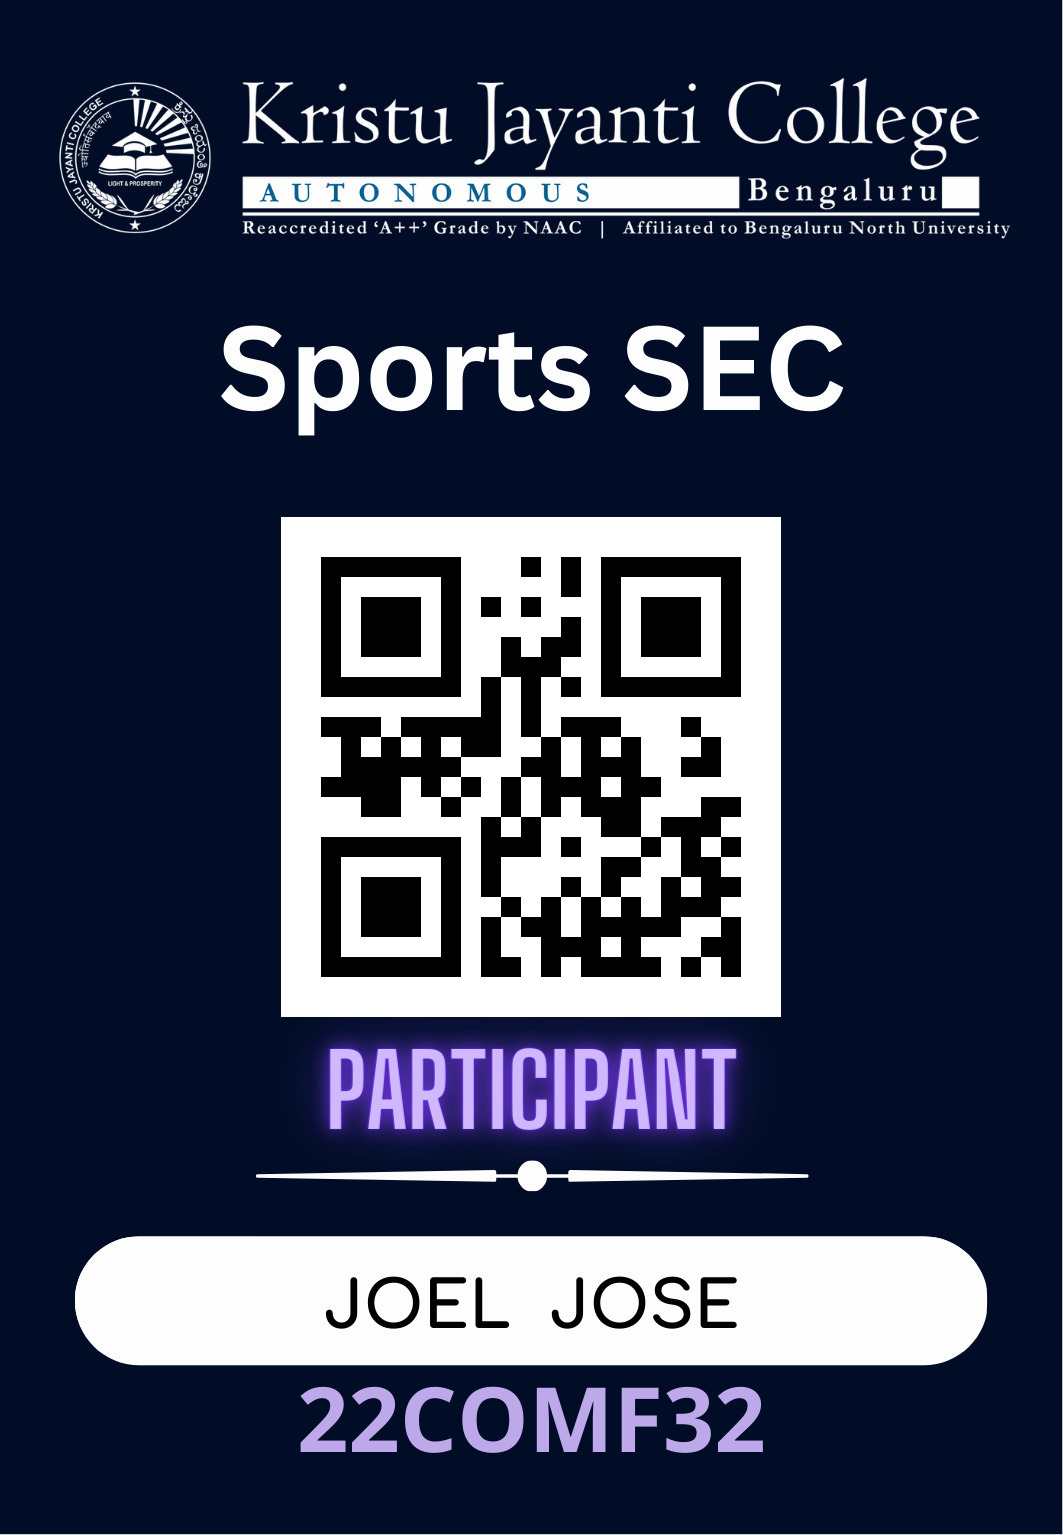 KRISTU JAYANTI COLLEGE
LIGHT & PROSPERITY
Kristu Jayanti College
AUTONOMOUS Bengaluru
Reaccredited ‘A++’ Grade by NAAC | Affiliated to Bengaluru North University
Sports SEC
PARTICIPANT
JOEL JOSE
22COMF32